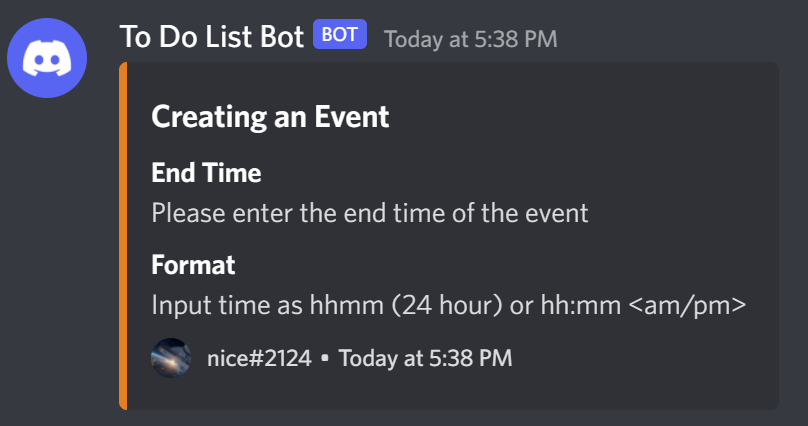 To Do List Bot BOT Today at 5:38 PM
Creating an Event
End Time
Please enter the end time of the event
Format
Input time as hhmm (24 hour) or hh:mm <am/pm>
nice#2124 • Today at 5:38 PM